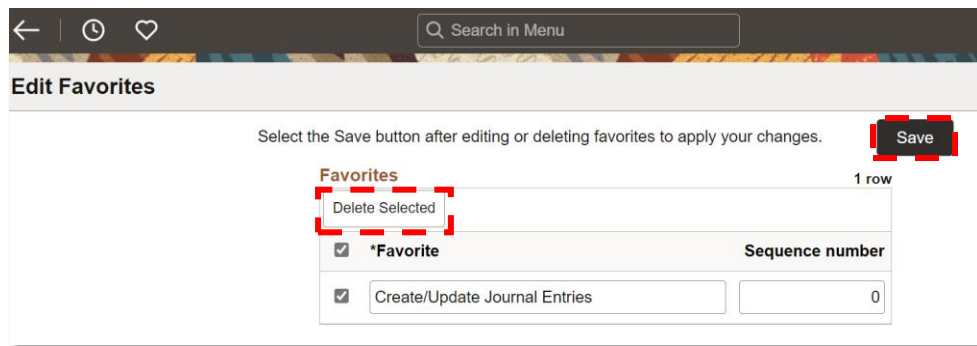 Search in Menu
Edit Favorites
Select the Save button after editing or deleting favorites to apply your changes.
Save
Favorites
1 row
Delete Selected
*Favorite Sequence number
Create/Update Journal Entries 0